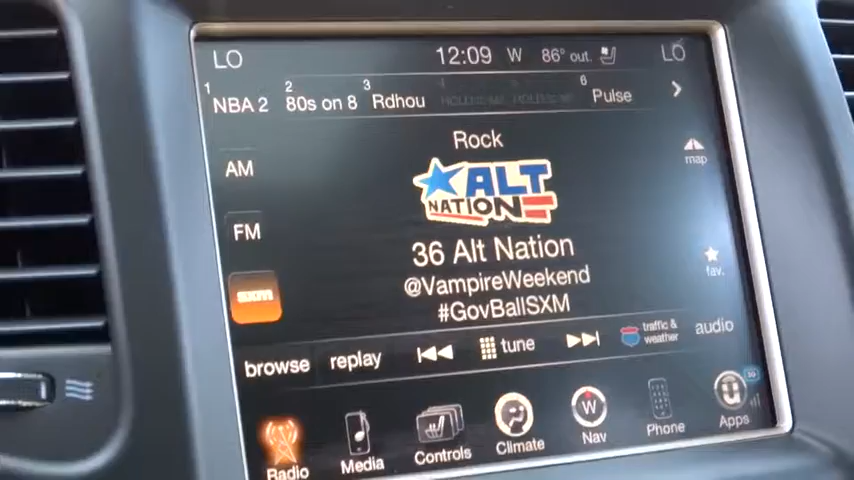 LO 12:09 W 86° out. LO
1 NBA 2 2 80s on 8 3 Rdhou 4 HOLD 5 HOLD 6 Pulse
Rock
map
AM
ALT
NATION
FM
36 Alt Nation
@VampireWeekend
#GovBallSXM
fav.
sxm
browse replay tune traffic & weather audio
Radio Media Controls Climate W Nav Phone Apps